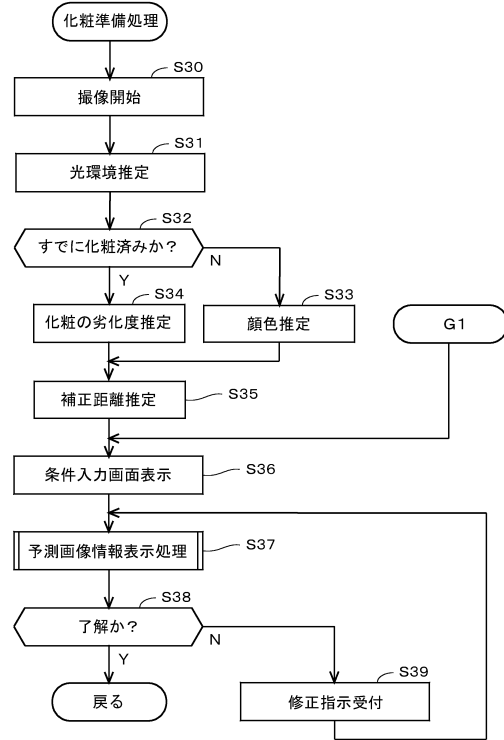 化粧準備処理
S30
撮像開始
S31
光環境推定
S32
すでに化粧済みか？
N
Y
S34
S33
化粧の劣化度推定
顔色推定
G1
補正距離推定
S35
条件入力画面表示
S36
予測画像情報表示処理
S37
S38
了解か？
N
Y
S39
戻る
修正指示受付